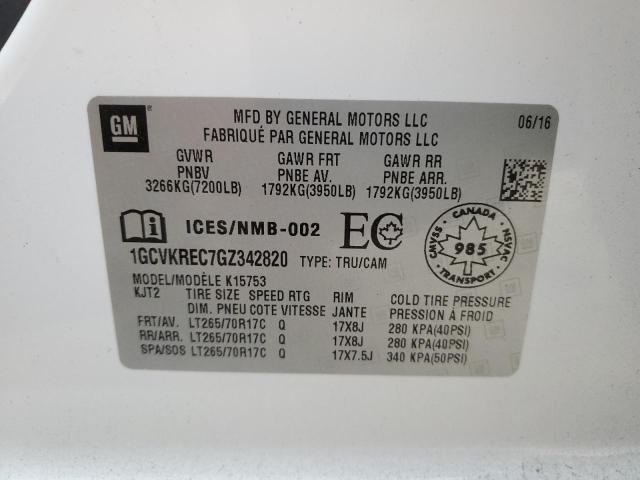 GM
MFD BY GENERAL MOTORS LLC 06/16
FABRIQUÉ PAR GENERAL MOTORS LLC
GVWR GAWR FRT GAWR RR
PNBV PNBE AV. PNBE ARR.
3266KG(7200LB) 1792KG(3950LB) 1792KG(3950LB)
ICES/NMB-002 EC
CANADA
CMVSS 985 NSVAC
TRANSPORT
1GCVKREC7GZ342820 TYPE: TRU/CAM
MODEL/MODÈLE K15753
KJT2 TIRE SIZE SPEED RTG RIM COLD TIRE PRESSURE
DIM. PNEU COTE VITESSE JANTE PRESSION À FROID
FRT/AV. LT265/70R17C Q 17X8J 280 KPA(40PSI)
RR/ARR. LT265/70R17C Q 17X8J 280 KPA(40PSI)
SPA/SOS LT265/70R17C Q 17X7.5J 340 KPA(50PSI)